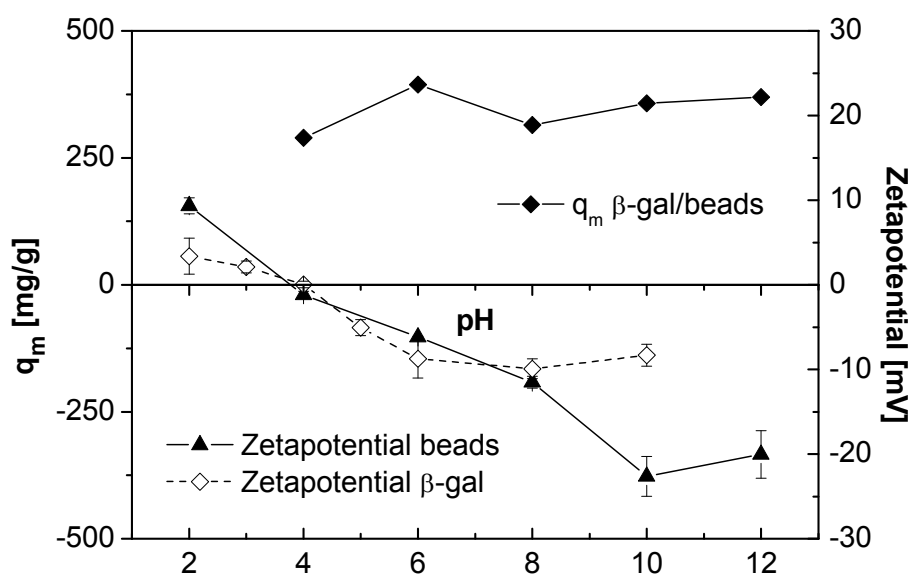 500
250
0
-250
-500
q_m [mg/g]
30
20
10
0
-10
-20
-30
Zetapotential [mV]
q_m β-gal/beads
pH
Zetapotential beads
Zetapotential β-gal
2 4 6 8 10 12